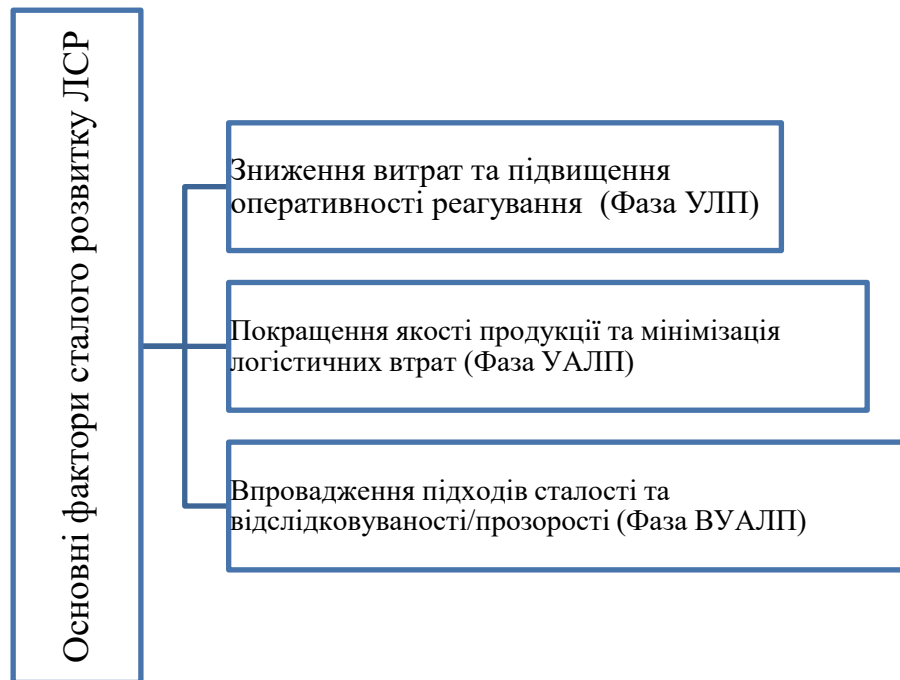 Основні фактори сталого розвитку ЛСР
Зниження витрат та підвищення
оперативності реагування (Фаза УЛП)
Покращення якості продукції та мінімізація
логістичних втрат (Фаза УАЛП)
Впровадження підходів сталості та
відслідковуваності/прозорості (Фаза ВУАЛП)